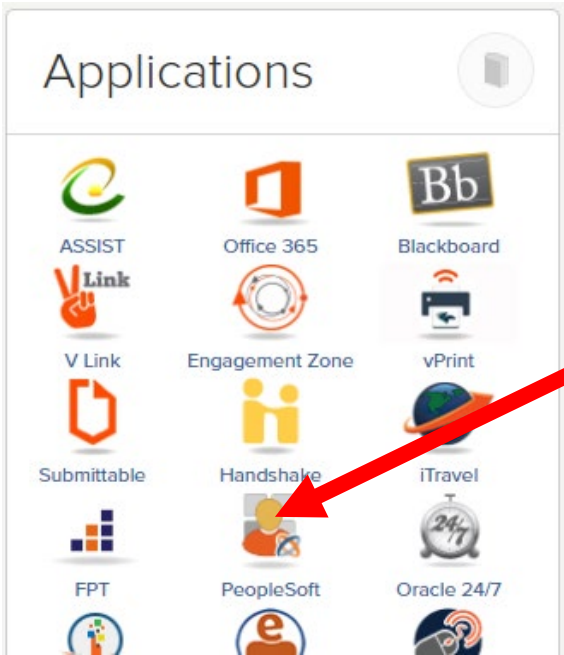 Applications
Bb
ASSIST Office 365 Blackboard
Link
V Link Engagement Zone vPrint
Submittable Handshake iTravel
24/7
FPT PeopleSoft Oracle 24/7
e